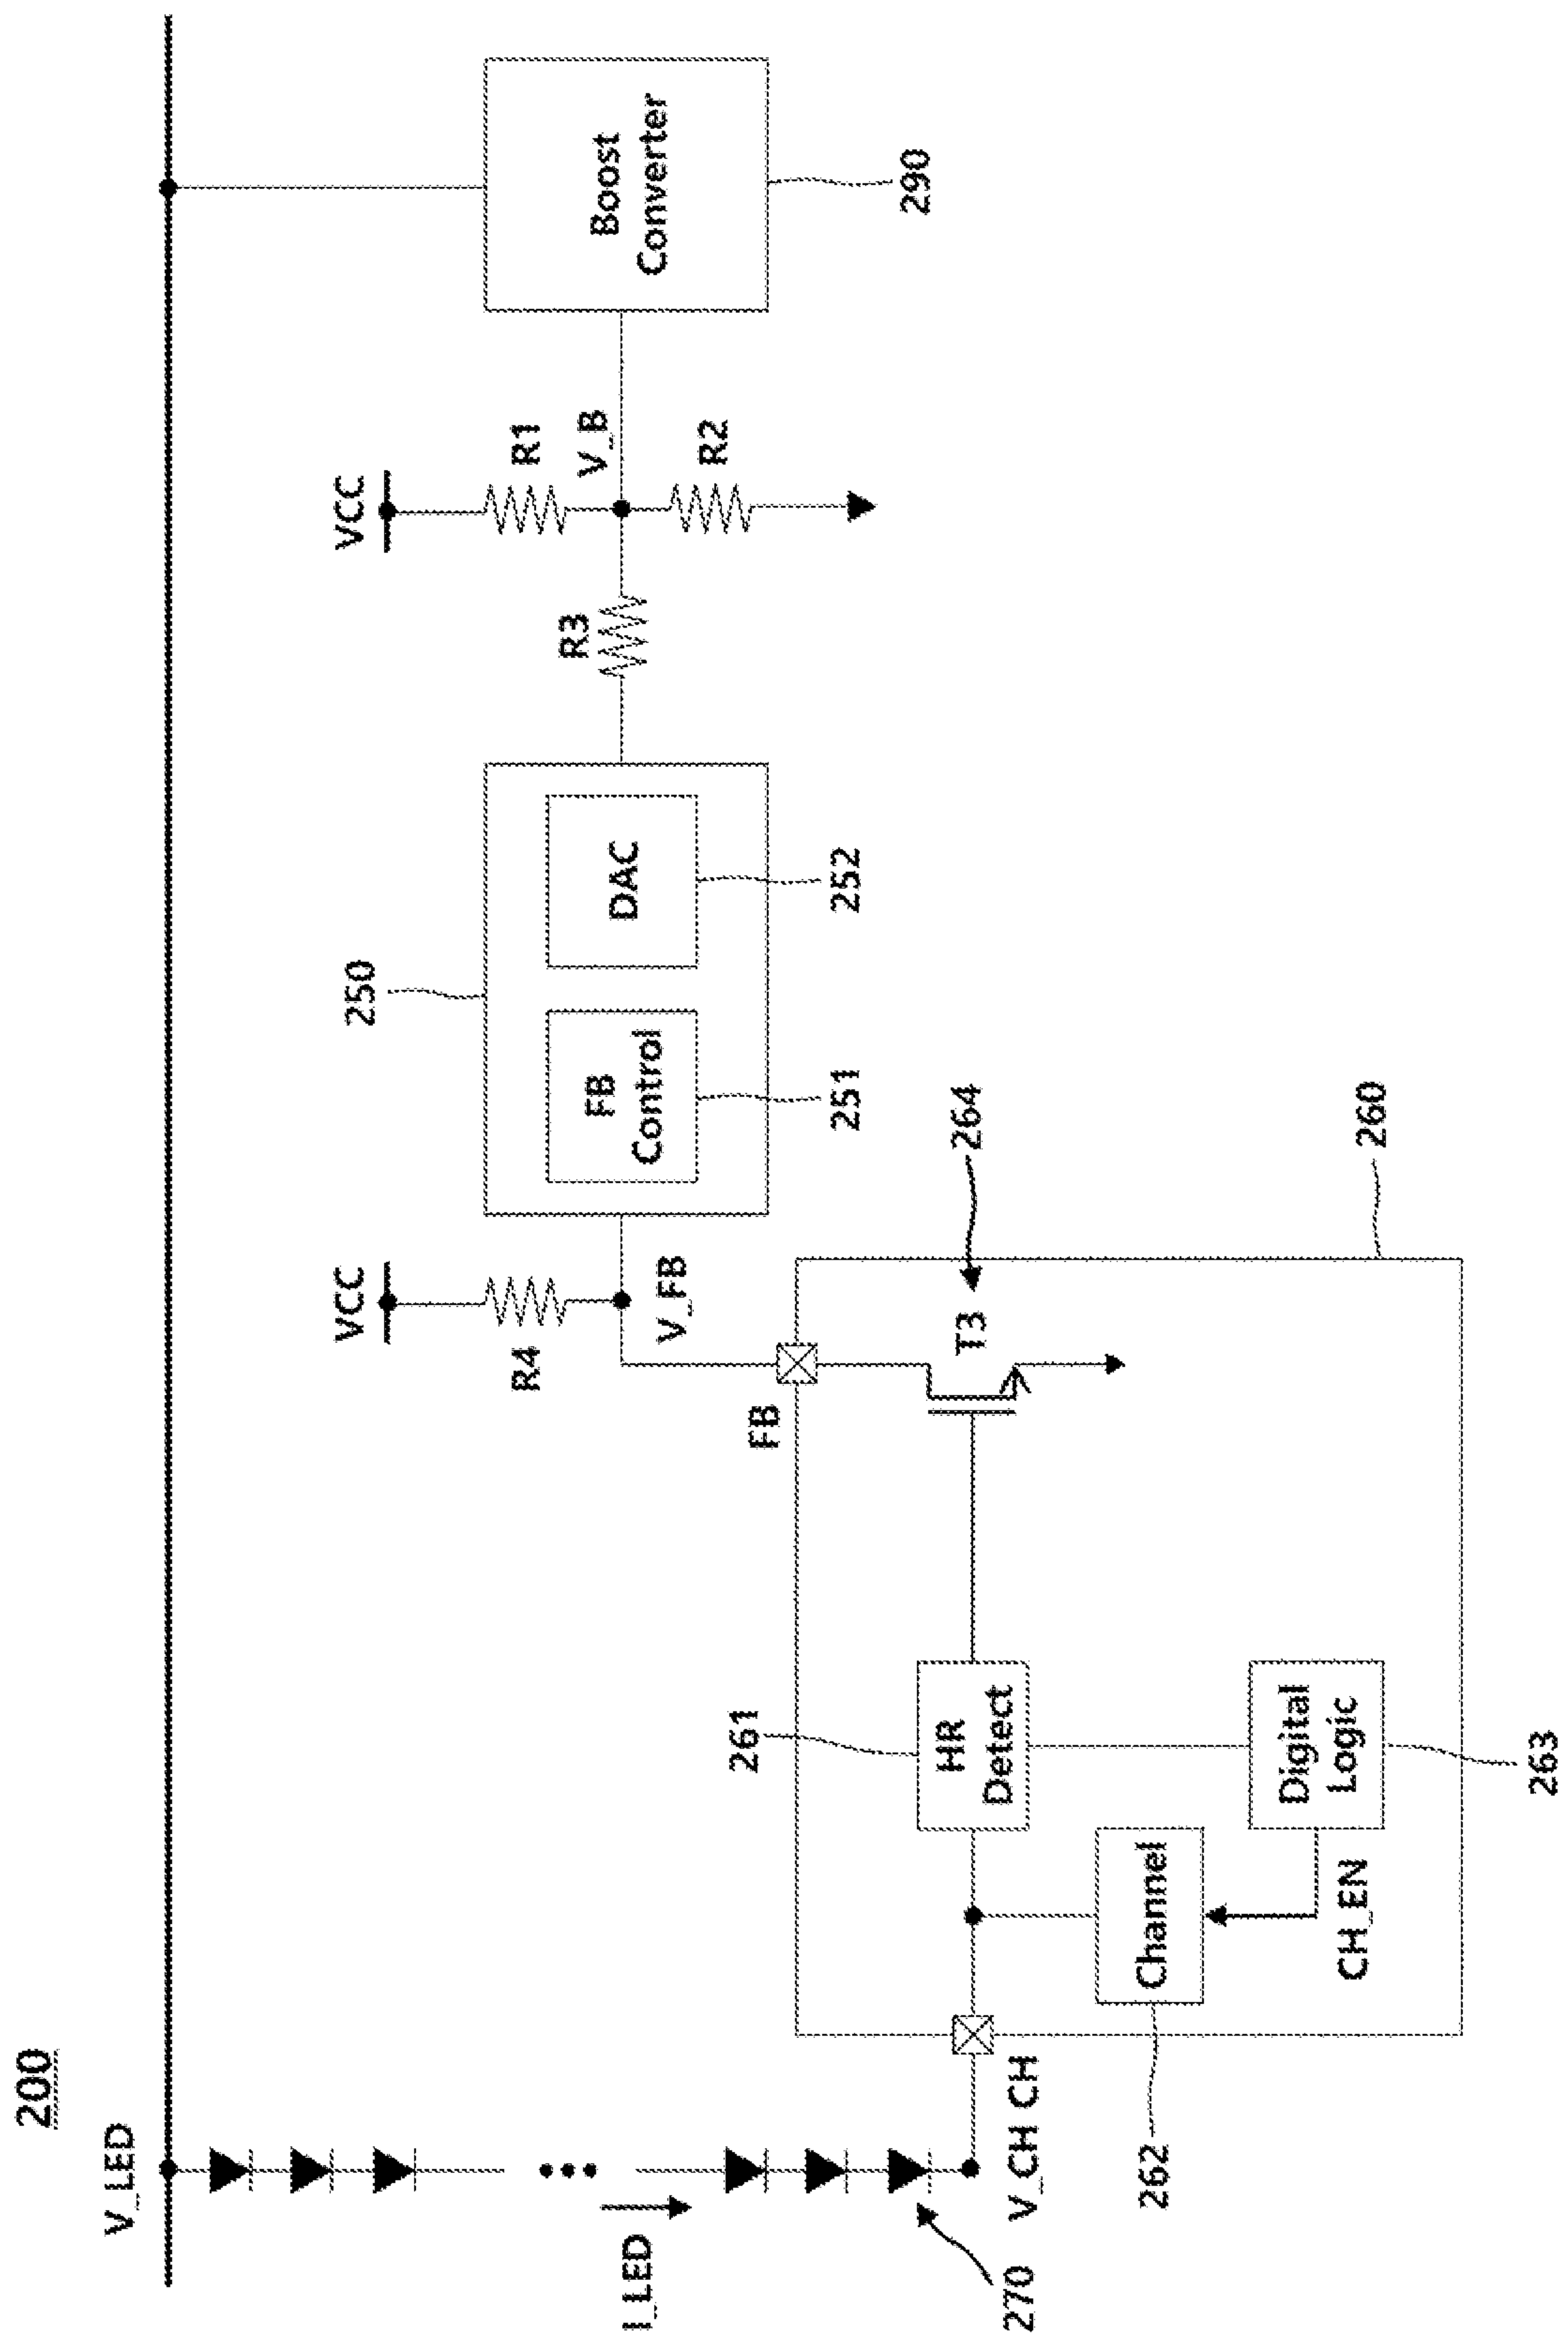 200
V_LED
I_LED
270
V_CH CH
262
Channel
CH_EN
261
HR
Detect
Digital
Logic
263
FB
T3
264
260
VCC
R4
V_FB
250
FB
Control
251
DAC
252
R3
VCC
R1
V_B
R2
Boost
Converter
290